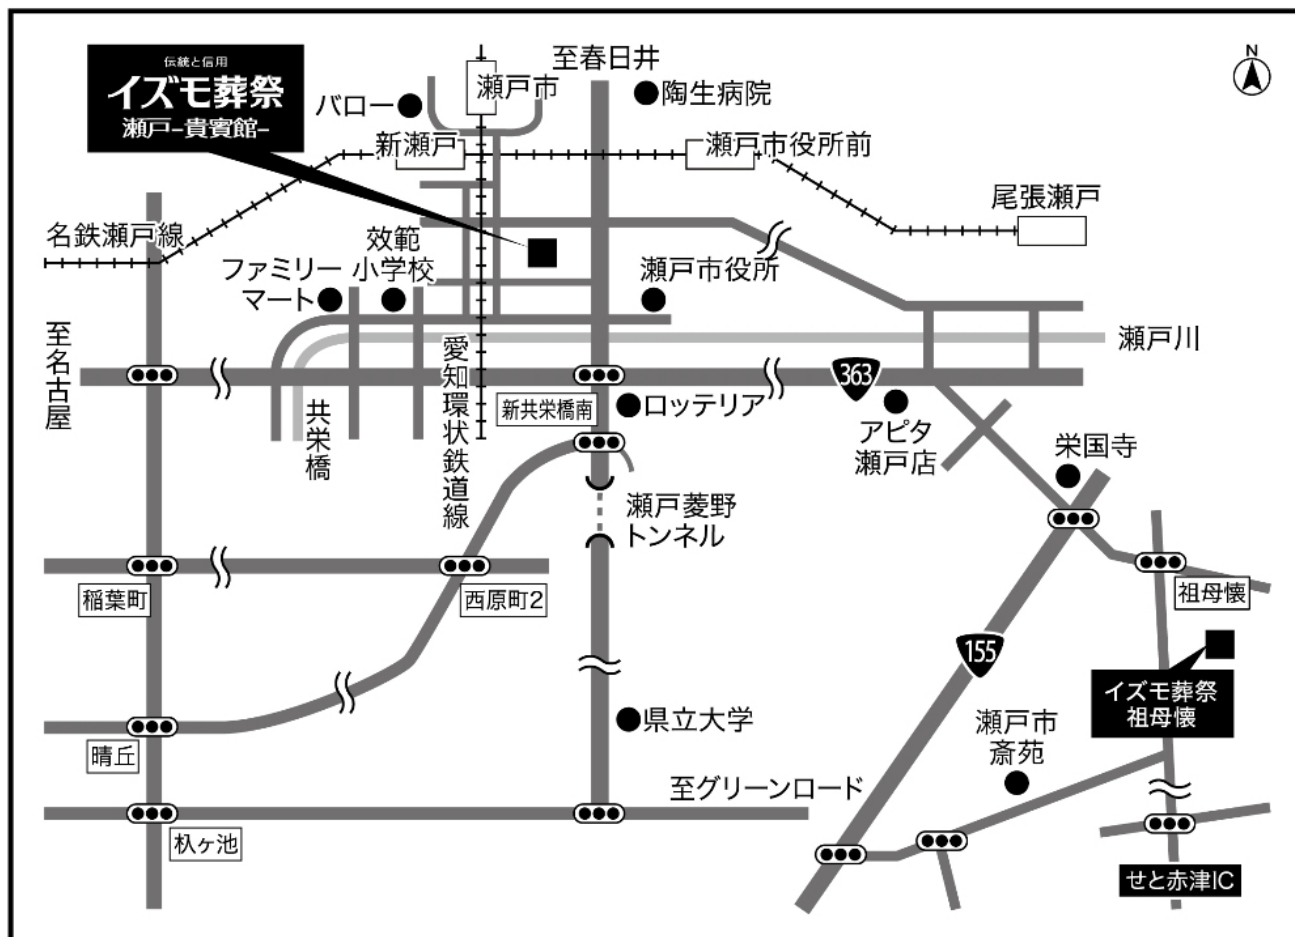 伝統と信用
イズモ葬祭
瀬戸-貴賓館-
バロー
瀬戸市
至春日井
陶生病院
N
新瀬戸
瀬戸市役所前
尾張瀬戸
名鉄瀬戸線
効範
小学校
ファミリー
マート
瀬戸市役所
至名古屋
愛知環状鉄道線
瀬戸川
363
共栄橋
新共栄橋南
ロッテリア
アピタ
瀬戸店
栄国寺
瀬戸菱野
トンネル
稲葉町
西原町2
祖母懐
155
イズモ葬祭
祖母懐
県立大学
瀬戸市
斎苑
晴丘
至グリーンロード
杁ヶ池
せと赤津IC